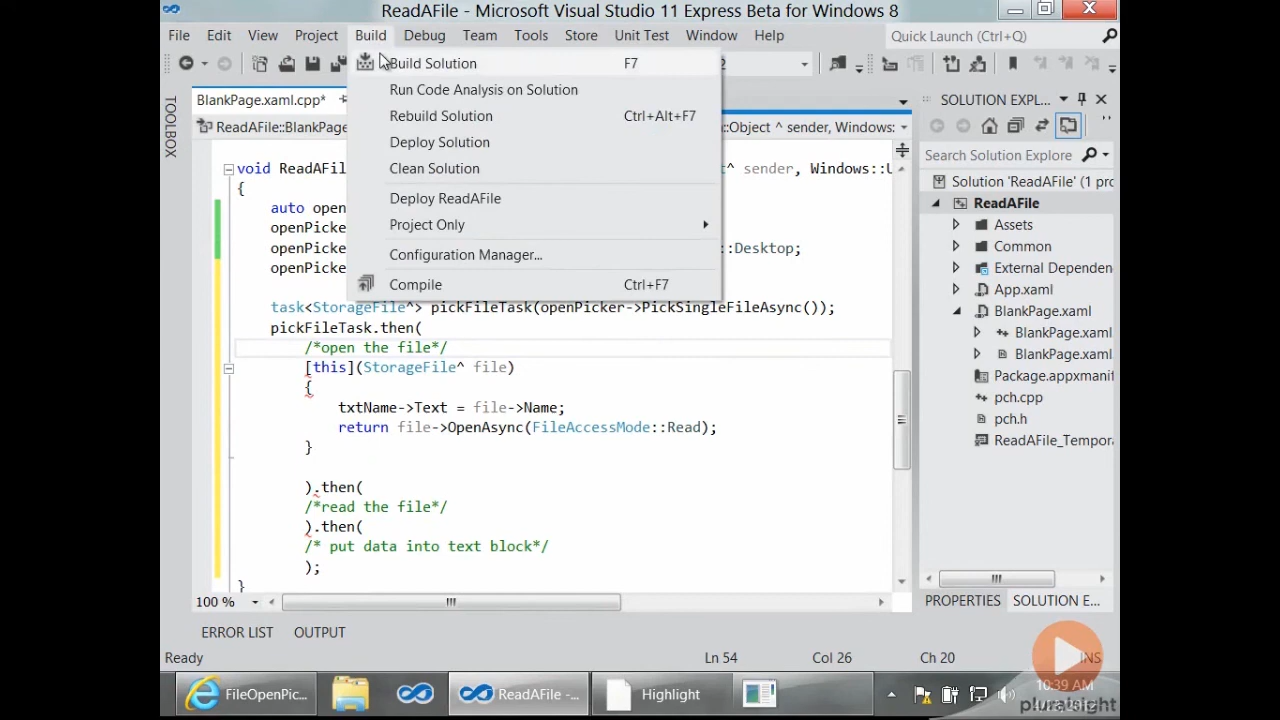 ReadAFile - Microsoft Visual Studio 11 Express Beta for Windows 8
File Edit View Project Build Debug Team Tools Store Unit Test Window Help Quick Launch (Ctrl+Q)
Build Solution F7
Run Code Analysis on Solution
Rebuild Solution Ctrl+Alt+F7
Deploy Solution
Clean Solution
Deploy ReadAFile
Project Only
Configuration Manager...
Compile Ctrl+F7
TOOLBOX
BlankPage.xaml.cpp*
ReadAFile::BlankPage ::Object ^ sender, Windows:
void ReadAFil t^ sender, Windows::U
{
auto open
openPicke
openPicke ::Desktop;
openPicke
task<StorageFile^> pickFileTask(openPicker->PickSingleFileAsync());
pickFileTask.then(
/*open the file*/
[this](StorageFile^ file)
{
txtName->Text = file->Name;
return file->OpenAsync(FileAccessMode::Read);
}
).then(
/*read the file*/
).then(
/* put data into text block*/
);
}
100 %
SOLUTION EXPL...
Search Solution Explore
Solution 'ReadAFile' (1 pro
ReadAFile
Assets
Common
External Dependen
App.xaml
BlankPage.xaml
BlankPage.xaml.
BlankPage.xaml.
Package.appxmanif
pch.cpp
pch.h
ReadAFile_Tempora
PROPERTIES SOLUTION E...
ERROR LIST OUTPUT
Ready Ln 54 Col 26 Ch 20 INS
FileOpenPic... ReadAFile -... Highlight
10:39 AM
pluralsight